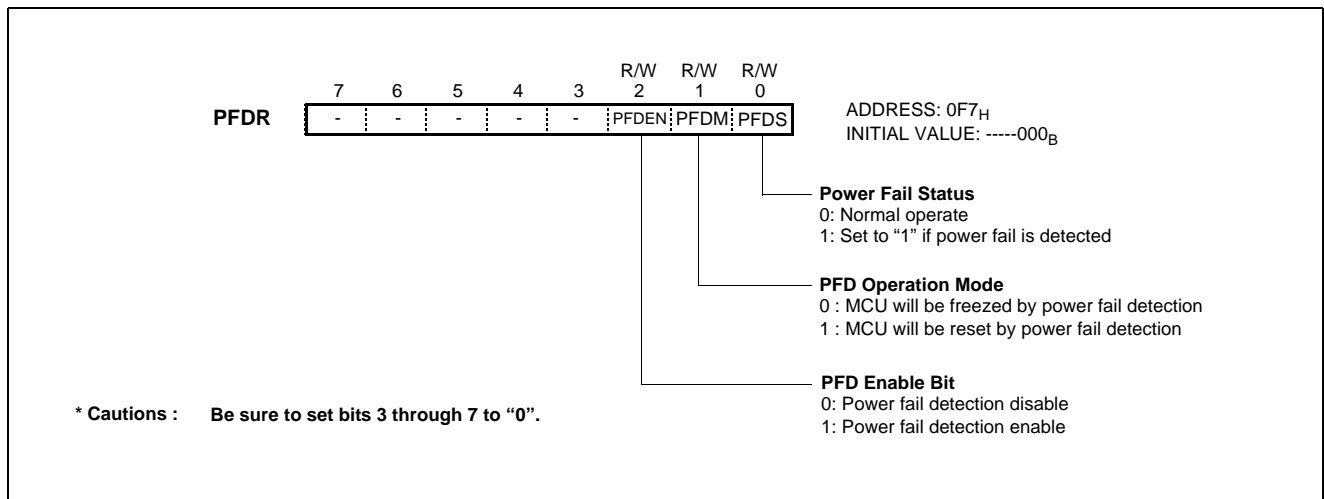 R/W R/W R/W
7 6 5 4 3 2 1 0
PFDR - - - - - PFDEN PFDM PFDS
ADDRESS: 0F7H
INITIAL VALUE: -----000B
Power Fail Status
0: Normal operate
1: Set to “1” if power fail is detected
PFD Operation Mode
0 : MCU will be freezed by power fail detection
1 : MCU will be reset by power fail detection
PFD Enable Bit
0: Power fail detection disable
1: Power fail detection enable
* Cautions : Be sure to set bits 3 through 7 to “0”.